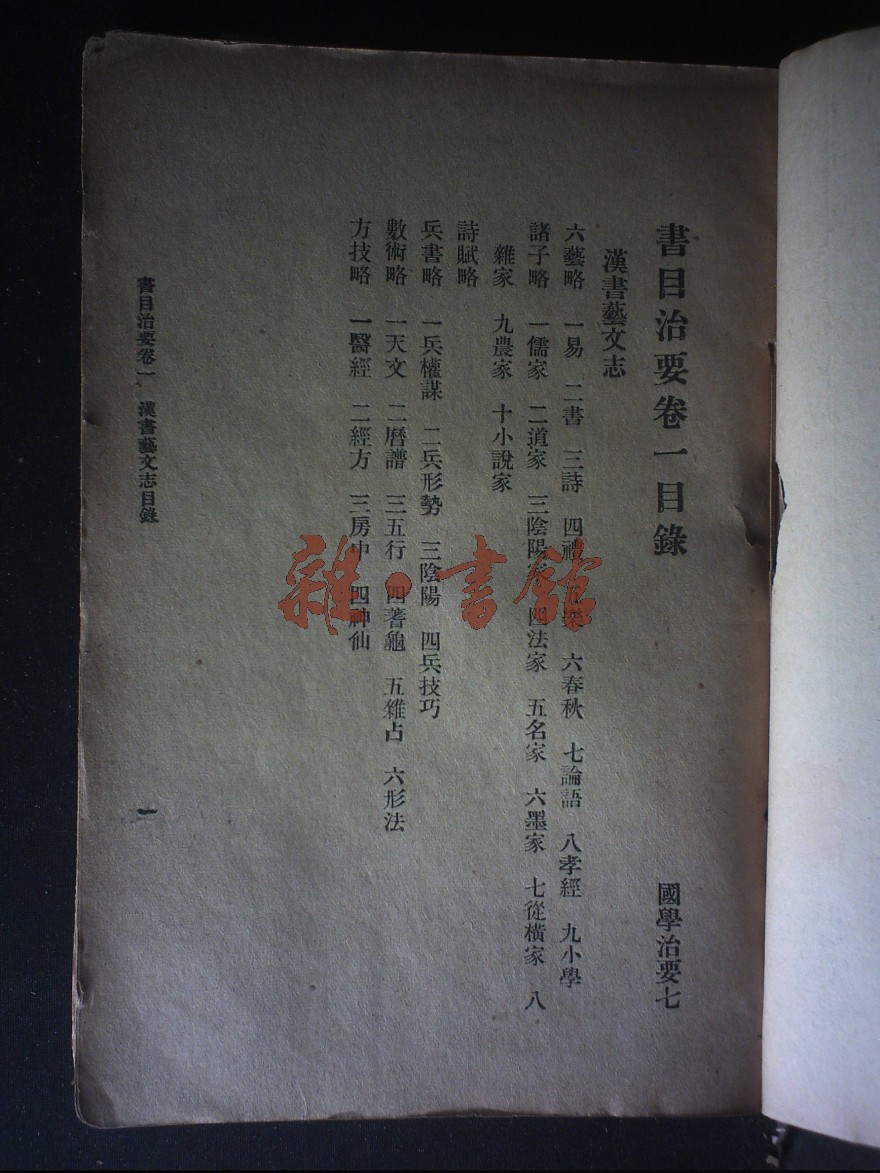 書目治要卷一目錄
國學治要七
漢書藝文志
六藝略 一易 二書 三詩 四禮 五樂 六春秋 七論語 八孝經 九小學
諸子略 一儒家 二道家 三陰陽家 四法家 五名家 六墨家 七從橫家 八
雜家 九農家 十小說家
詩賦略
兵書略 一兵權謀 二兵形勢 三陰陽 四兵技巧
數術略 一天文 二曆譜 三五行 四蓍龜 五雜占 六形法
方技略 一醫經 二經方 三房中 四神仙
書目治要卷一 漢書藝文志目錄
一
雜·書館